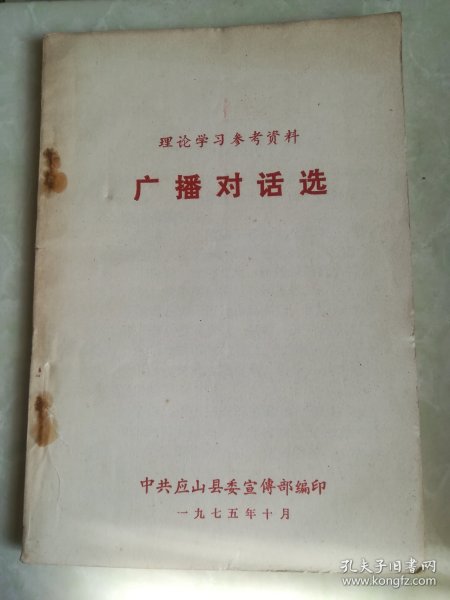 理论学习参考资料
广播对话选
中共应山县委宣傳部编印
一九七五年十月
孔夫子旧书网
www.kongfz.com